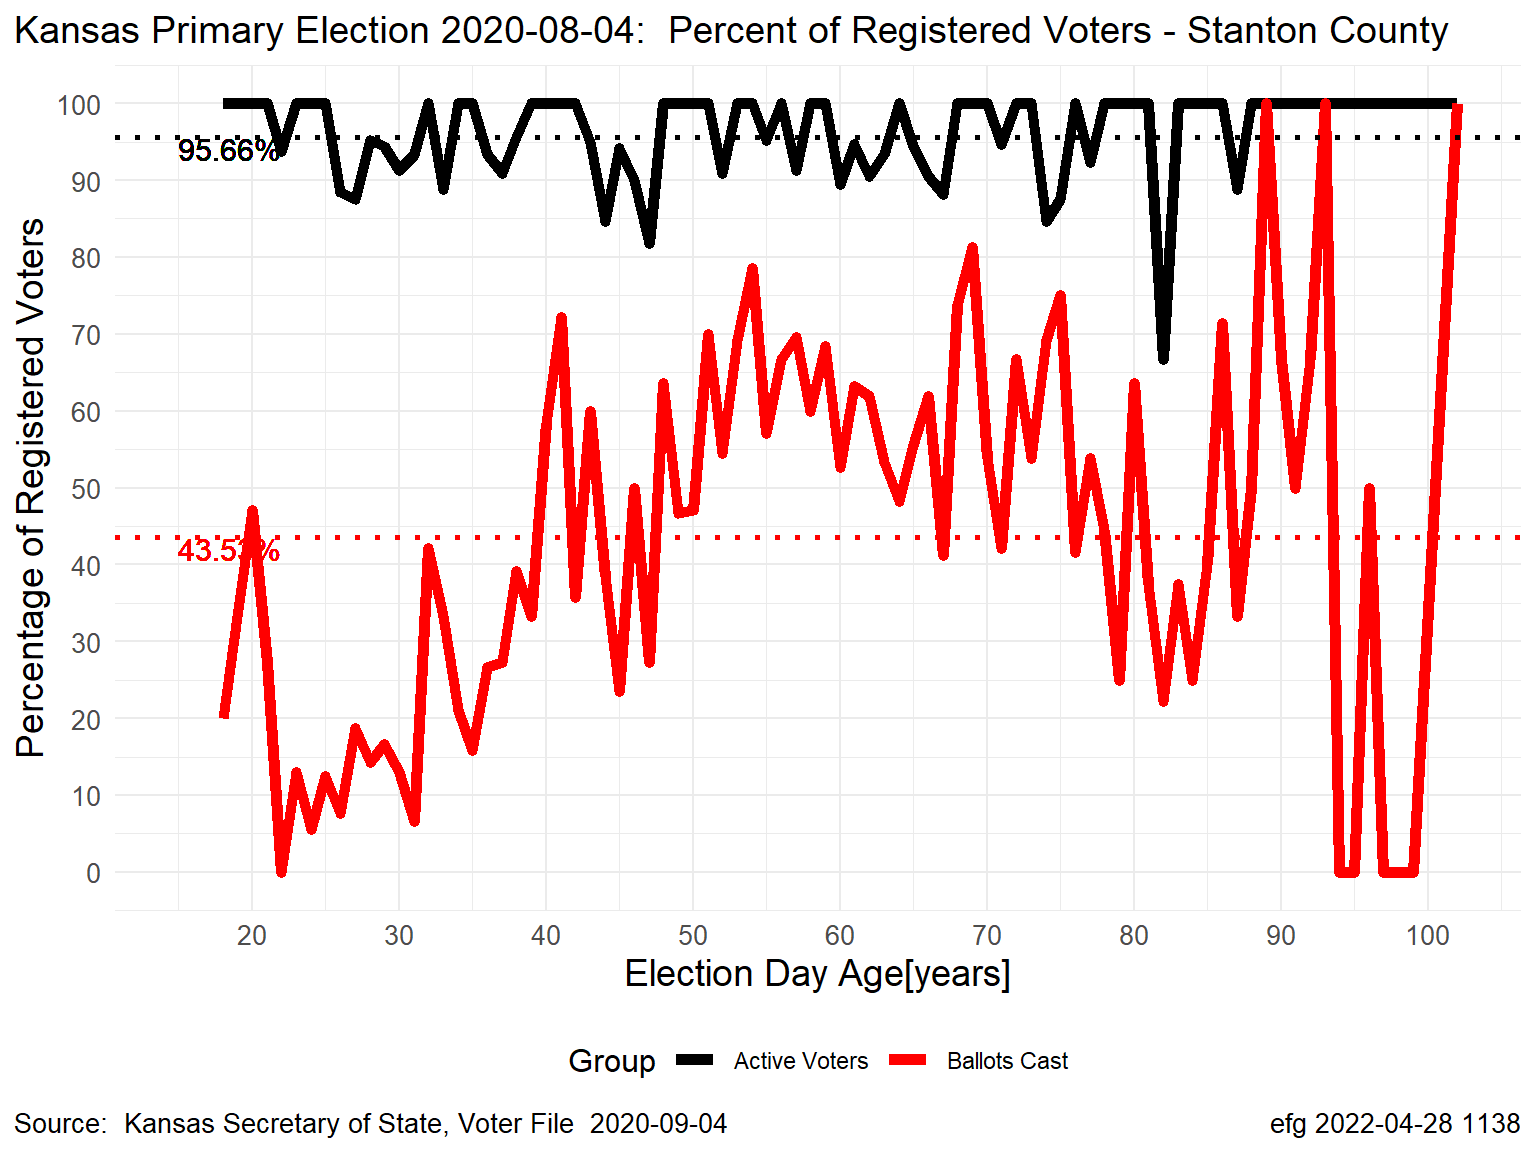 Kansas Primary Election 2020-08-04:  Percent of Registered Voters - Stanton County
Percentage of Registered Voters
100
90
80
70
60
50
40
30
20
10
0
95.66%
20 30 40 50 60 70 80 90 100
Election Day Age[years]
Group Active Voters Ballots Cast
Source:  Kansas Secretary of State, Voter File  2020-09-04
efg 2022-04-28 1138